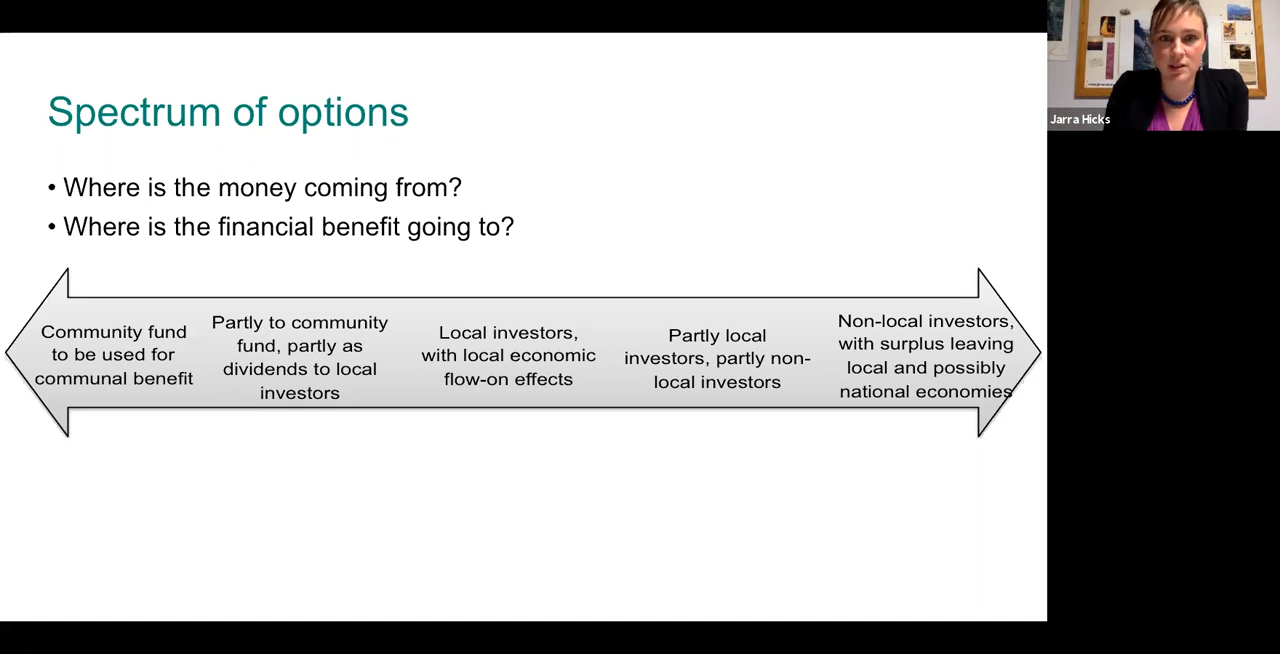 Spectrum of options
• Where is the money coming from?
• Where is the financial benefit going to?
Community fund
to be used for
communal benefit
Partly to community
fund, partly as
dividends to local
investors
Local investors,
with local economic
flow-on effects
Partly local
investors, partly non-
local investors
Non-local investors,
with surplus leaving
local and possibly
national economies
Jarra Hicks